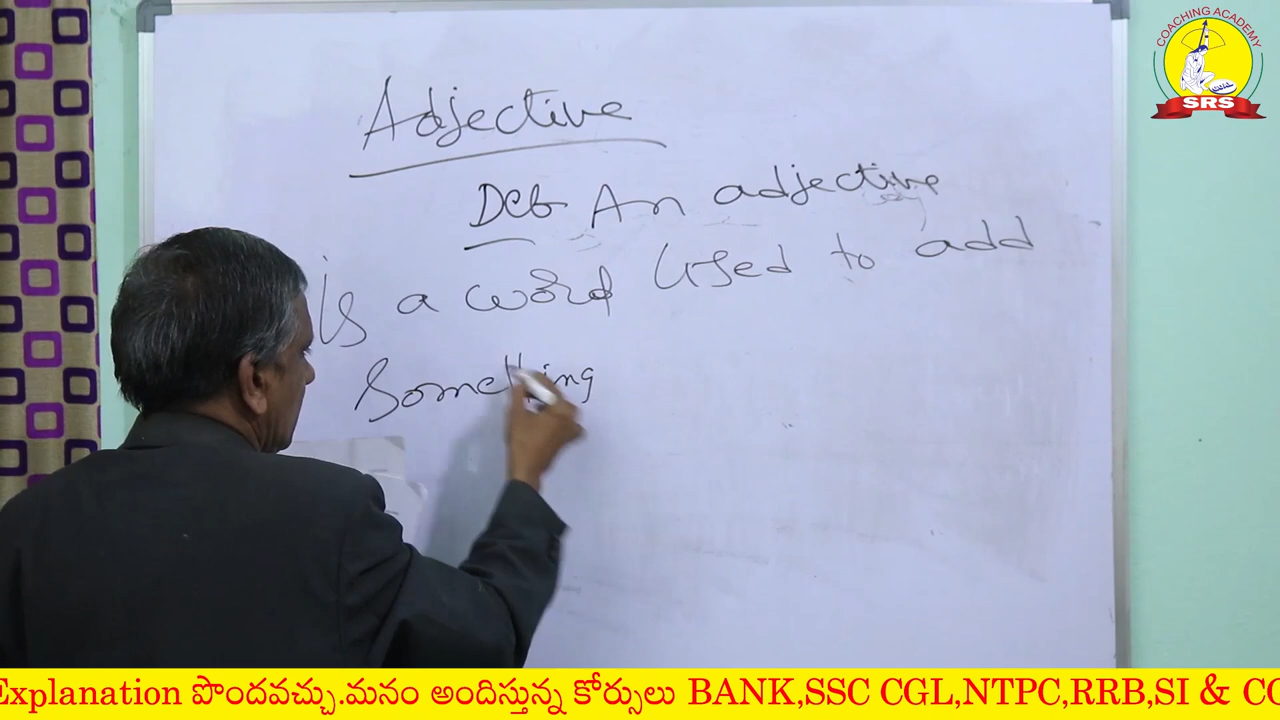 COACHING ACADEMY
SRS
Adjective
Def An adjective
is a word Used to add
Something
Explanation పొందవచ్చు.మనం అందిస్తున్న కోర్సులు BANK,SSC CGL,NTPC,RRB,SI & CO